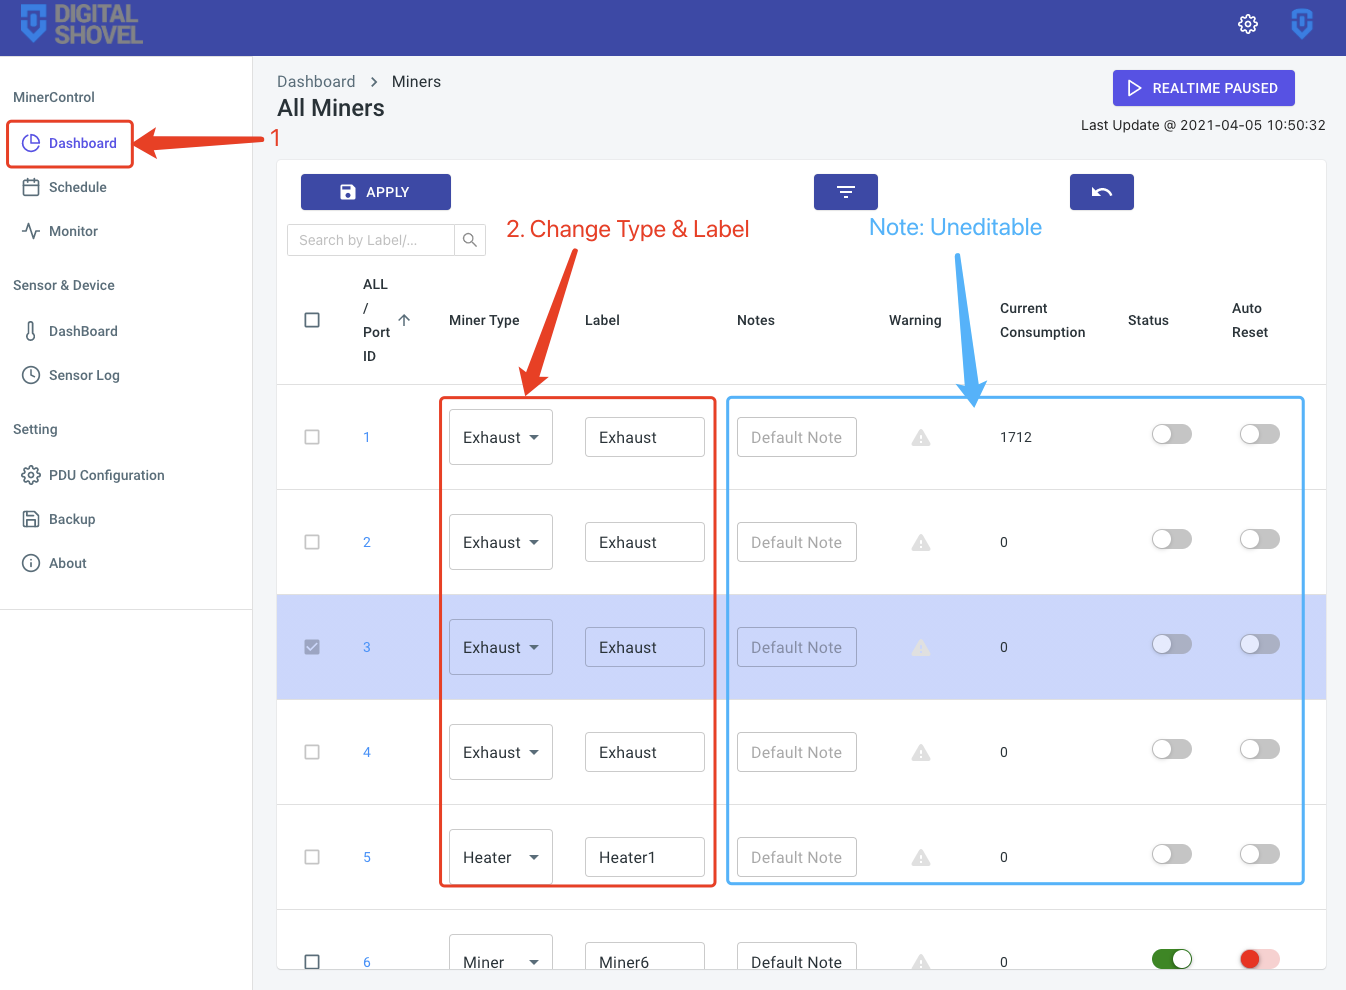 DIGITAL
SHOVEL
MinerControl
Dashboard
Schedule
Monitor
Sensor & Device
DashBoard
Sensor Log
Setting
PDU Configuration
Backup
About
1
Dashboard > Miners
All Miners
REALTIME PAUSED
Last Update @ 2021-04-05 10:50:32
APPLY
Search by Label/...
2. Change Type & Label
Note: Uneditable
ALL
/
Port
ID
Miner Type
Label
Notes
Warning
Current
Consumption
Status
Auto
Reset
1 Exhaust Exhaust Default Note 1712
2 Exhaust Exhaust Default Note 0
3 Exhaust Exhaust Default Note 0
4 Exhaust Exhaust Default Note 0
5 Heater Heater1 Default Note 0
6 Miner Miner6 Default Note 0